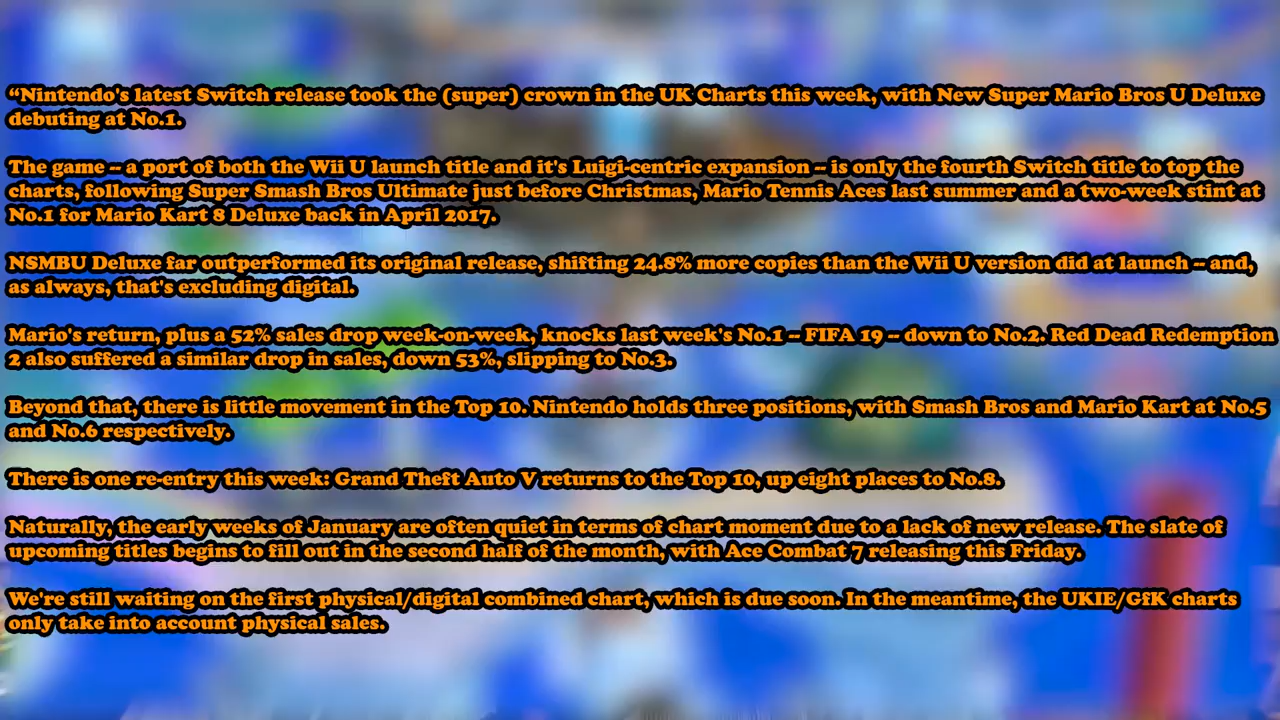 “Nintendo's latest Switch release took the (super) crown in the UK Charts this week, with New Super Mario Bros U Deluxe
debuting at No.1.
The game -- a port of both the Wii U launch title and it's Luigi-centric expansion -- is only the fourth Switch title to top the
charts, following Super Smash Bros Ultimate just before Christmas, Mario Tennis Aces last summer and a two-week stint at
No.1 for Mario Kart 8 Deluxe back in April 2017.
NSMBU Deluxe far outperformed its original release, shifting 24.8% more copies than the Wii U version did at launch -- and,
as always, that's excluding digital.
Mario's return, plus a 52% sales drop week-on-week, knocks last week's No.1 -- FIFA 19 -- down to No.2. Red Dead Redemption
2 also suffered a similar drop in sales, down 53%, slipping to No.3.
Beyond that, there is little movement in the Top 10. Nintendo holds three positions, with Smash Bros and Mario Kart at No.5
and No.6 respectively.
There is one re-entry this week: Grand Theft Auto V returns to the Top 10, up eight places to No.8.
Naturally, the early weeks of January are often quiet in terms of chart moment due to a lack of new release. The slate of
upcoming titles begins to fill out in the second half of the month, with Ace Combat 7 releasing this Friday.
We're still waiting on the first physical/digital combined chart, which is due soon. In the meantime, the UKIE/GfK charts
only take into account physical sales.